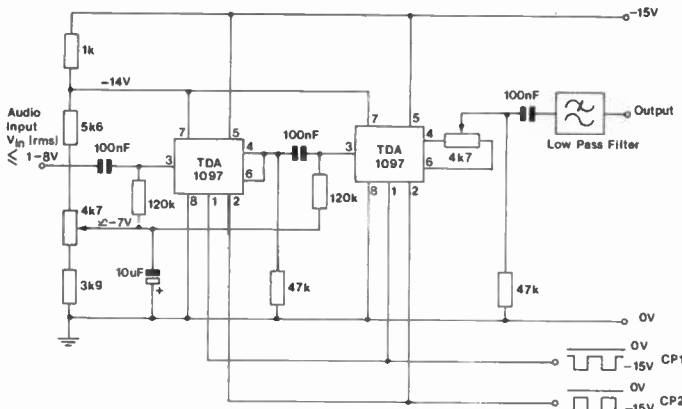 -15V
1k
-14V
100nF
Audio
Input
Vin (rms)
≤ 1-8V
5k6
100nF
7
5
3
TDA
1097
4
6
8
1
2
100nF
7
5
3
TDA
1097
4
6
8
1
2
4k7
Low Pass Filter
Output
120k
120k
4k7
≃-7V
10uF
+
47k
47k
3k9
0V
0V
-15V
CP1
0V
-15V
CP2